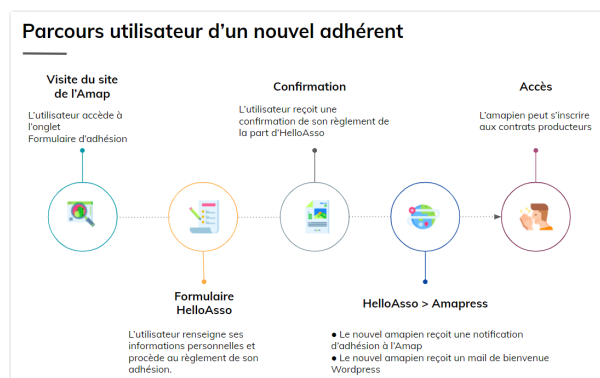 Parcours utilisateur d'un nouvel adhérent
Visite du site
de l'Amap
L'utilisateur accède à
l'onglet
Formulaire d'adhésion
Confirmation
L'utilisateur reçoit une
confirmation de son règlement de
la part d'HelloAsso
Accès
L'amapien peut s'inscrire
aux contrats producteurs
Formulaire
HelloAsso
L'utilisateur renseigne ses
informations personnelles et
procède au règlement de son
adhésion.
HelloAsso > Amapress
● Le nouvel amapien reçoit une notification
d'adhésion à l'Amap
● Le nouvel amapien reçoit un mail de bienvenue
Wordpress